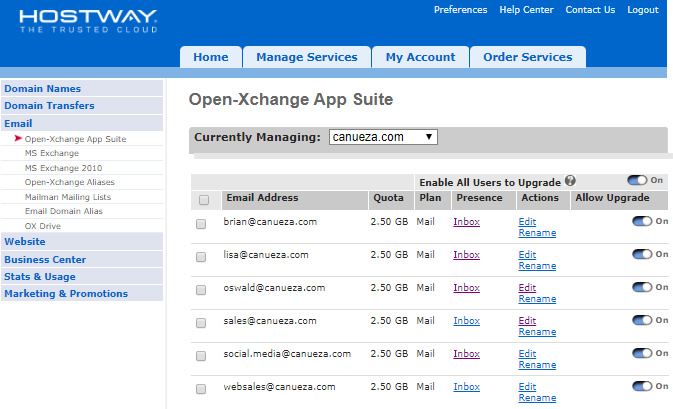 HOSTWAY®
THE TRUSTED CLOUD
Preferences Help Center Contact Us Logout
Home Manage Services My Account Order Services
Domain Names
Domain Transfers
Email
Open-Xchange App Suite
MS Exchange
MS Exchange 2010
Open-Xchange Aliases
Mailman Mailing Lists
Email Domain Alias
OX Drive
Website
Business Center
Stats & Usage
Marketing & Promotions
Open-Xchange App Suite
Currently Managing: canueza.com
Enable All Users to Upgrade ? On
Email Address Quota Plan Presence Actions Allow Upgrade
brian@canueza.com 2.50 GB Mail Inbox Edit On
Rename
lisa@canueza.com 2.50 GB Mail Inbox Edit On
Rename
oswald@canueza.com 2.50 GB Mail Inbox Edit On
Rename
sales@canueza.com 2.50 GB Mail Inbox Edit On
Rename
social.media@canueza.com 2.50 GB Mail Inbox Edit On
Rename
websales@canueza.com 2.50 GB Mail Inbox Edit On
Rename